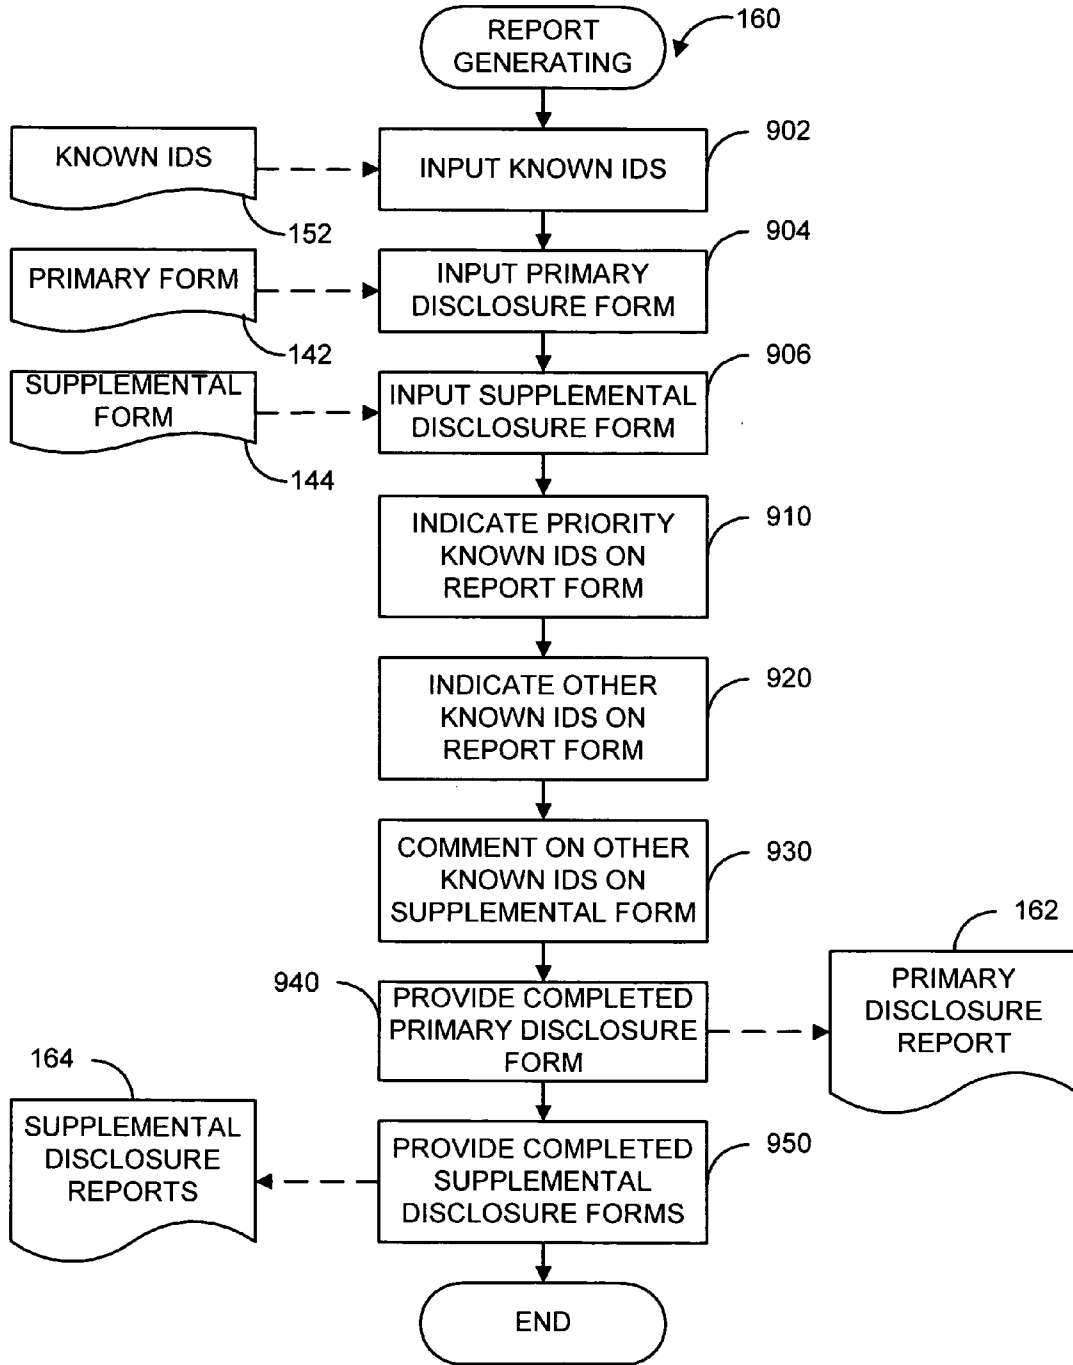 REPORT
GENERATING
160
KNOWN IDS
152
INPUT KNOWN IDS
902
PRIMARY FORM
142
INPUT PRIMARY
DISCLOSURE FORM
904
SUPPLEMENTAL
FORM
144
INPUT SUPPLEMENTAL
DISCLOSURE FORM
906
INDICATE PRIORITY
KNOWN IDS ON
REPORT FORM
910
INDICATE OTHER
KNOWN IDS ON
REPORT FORM
920
COMMENT ON OTHER
KNOWN IDS ON
SUPPLEMENTAL FORM
930
940
PROVIDE COMPLETED
PRIMARY DISCLOSURE
FORM
162
PRIMARY
DISCLOSURE
REPORT
164
SUPPLEMENTAL
DISCLOSURE
REPORTS
PROVIDE COMPLETED
SUPPLEMENTAL
DISCLOSURE FORMS
950
END